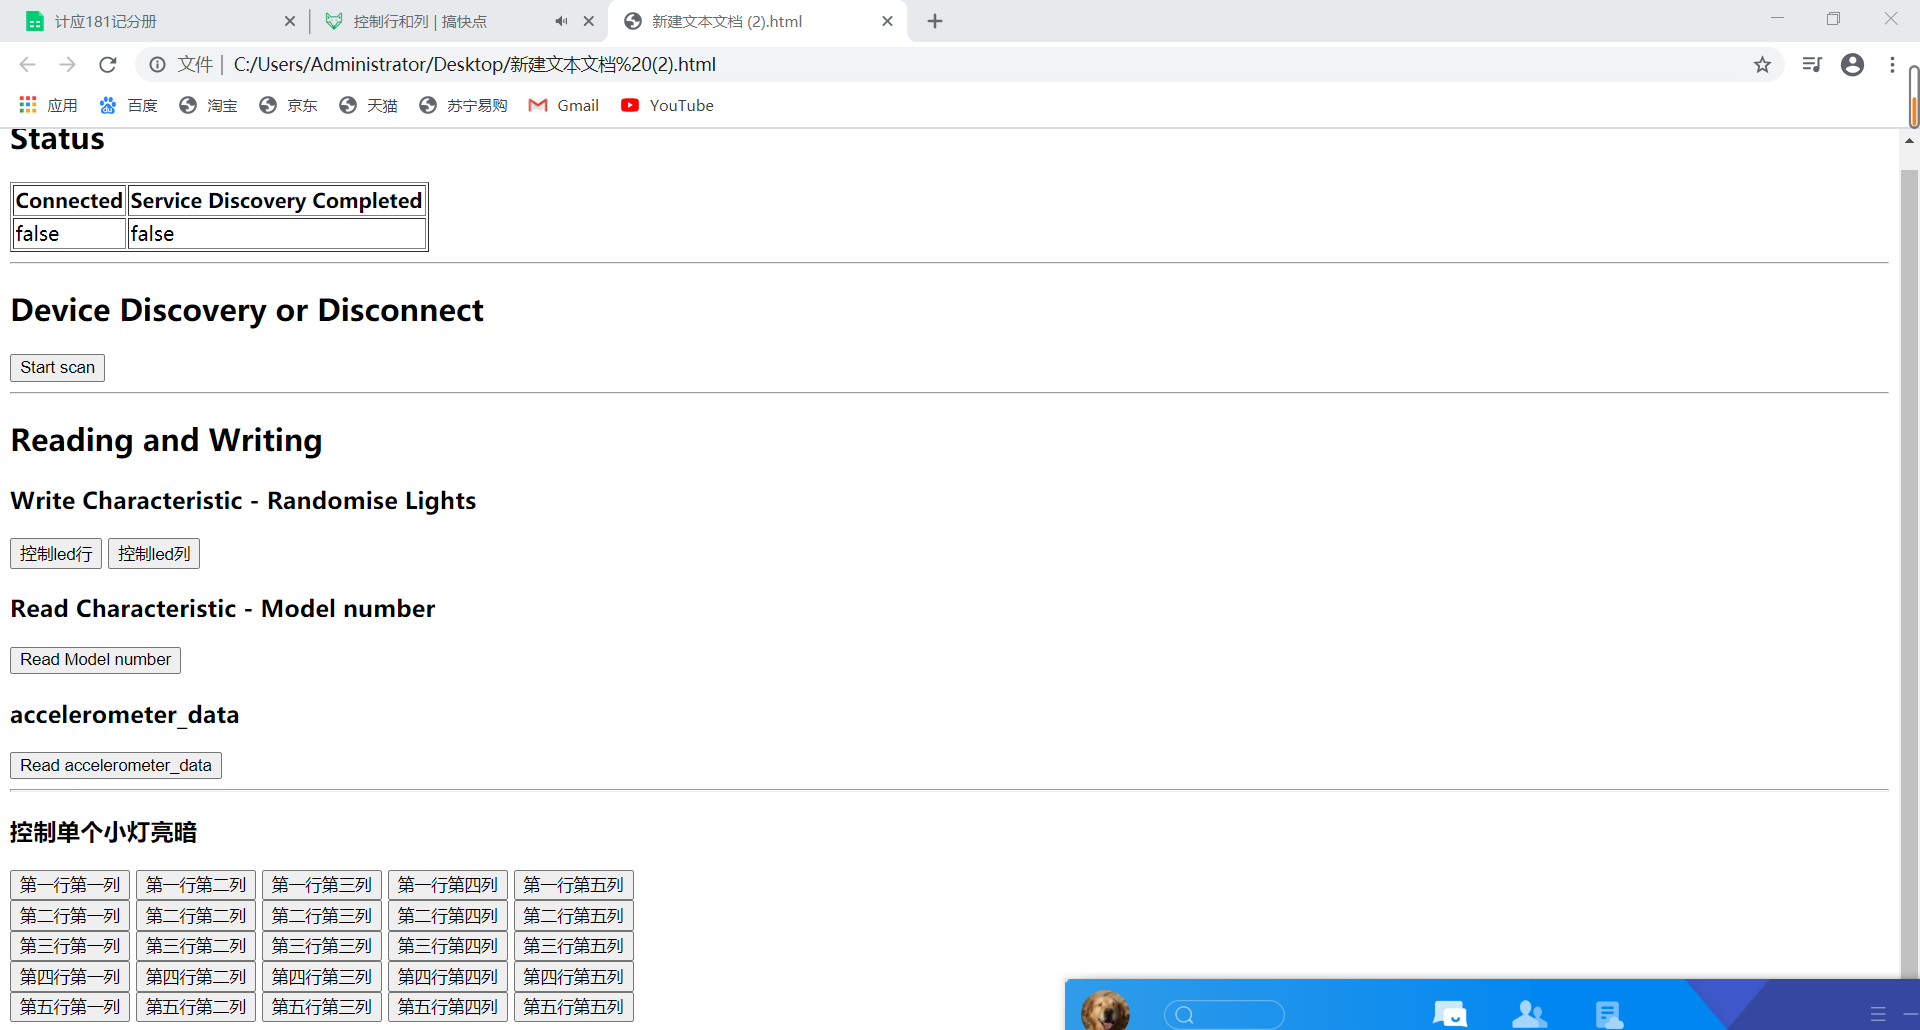 计应181记分册
控制行和列 | 搞快点
新建文本文档 (2).html
文件 | C:/Users/Administrator/Desktop/新建文本文档%20(2).html
应用 百度 淘宝 京东 天猫 苏宁易购 Gmail YouTube
Status
Connected Service Discovery Completed
false false
Device Discovery or Disconnect
Start scan
Reading and Writing
Write Characteristic - Randomise Lights
控制led行 控制led列
Read Characteristic - Model number
Read Model number
accelerometer_data
Read accelerometer_data
控制单个小灯亮暗
第一行第一列 第一行第二列 第一行第三列 第一行第四列 第一行第五列
第二行第一列 第二行第二列 第二行第三列 第二行第四列 第二行第五列
第三行第一列 第三行第二列 第三行第三列 第三行第四列 第三行第五列
第四行第一列 第四行第二列 第四行第三列 第四行第四列 第四行第五列
第五行第一列 第五行第二列 第五行第三列 第五行第四列 第五行第五列